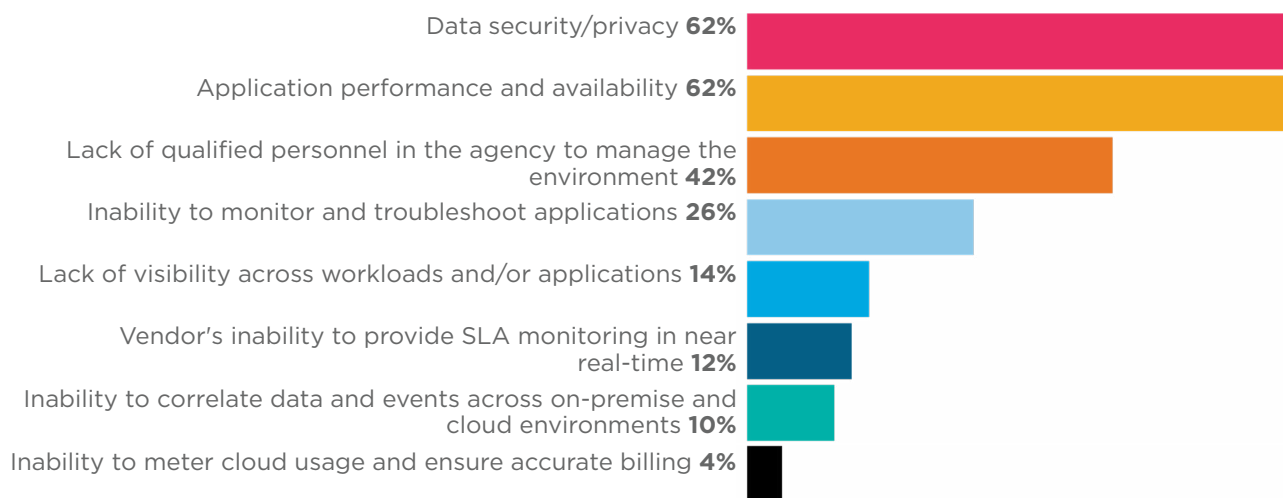 Data security/privacy 62%
Application performance and availability 62%
Lack of qualified personnel in the agency to manage the
environment 42%
Inability to monitor and troubleshoot applications 26%
Lack of visibility across workloads and/or applications 14%
Vendor's inability to provide SLA monitoring in near
real-time 12%
Inability to correlate data and events across on-premise and
cloud environments 10%
Inability to meter cloud usage and ensure accurate billing 4%